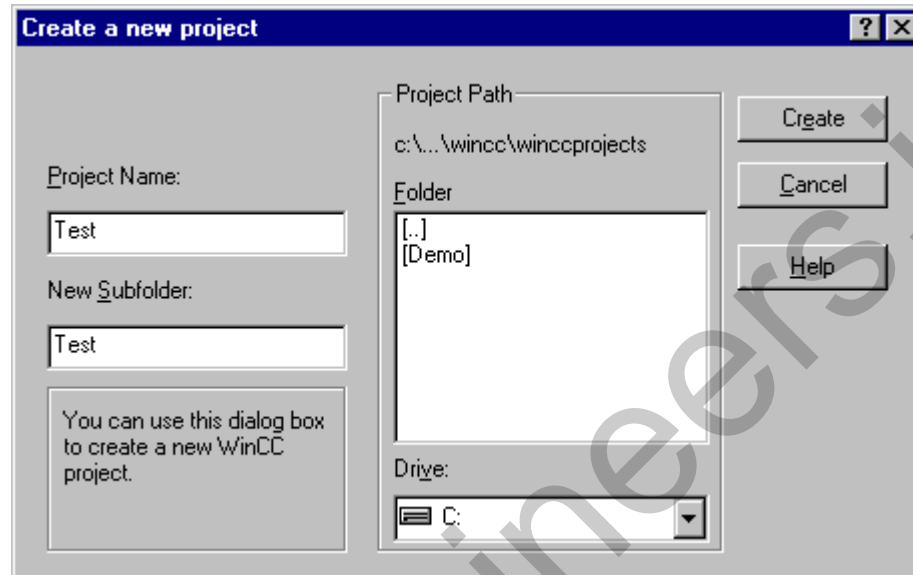 Create a new project
Project Name:
Test
New Subfolder:
Test
You can use this dialog box
to create a new WinCC
project.
Project Path
c:\...\wincc\winccprojects
Folder
[..]
[Demo]
Drive:
C:
Create
Cancel
Help